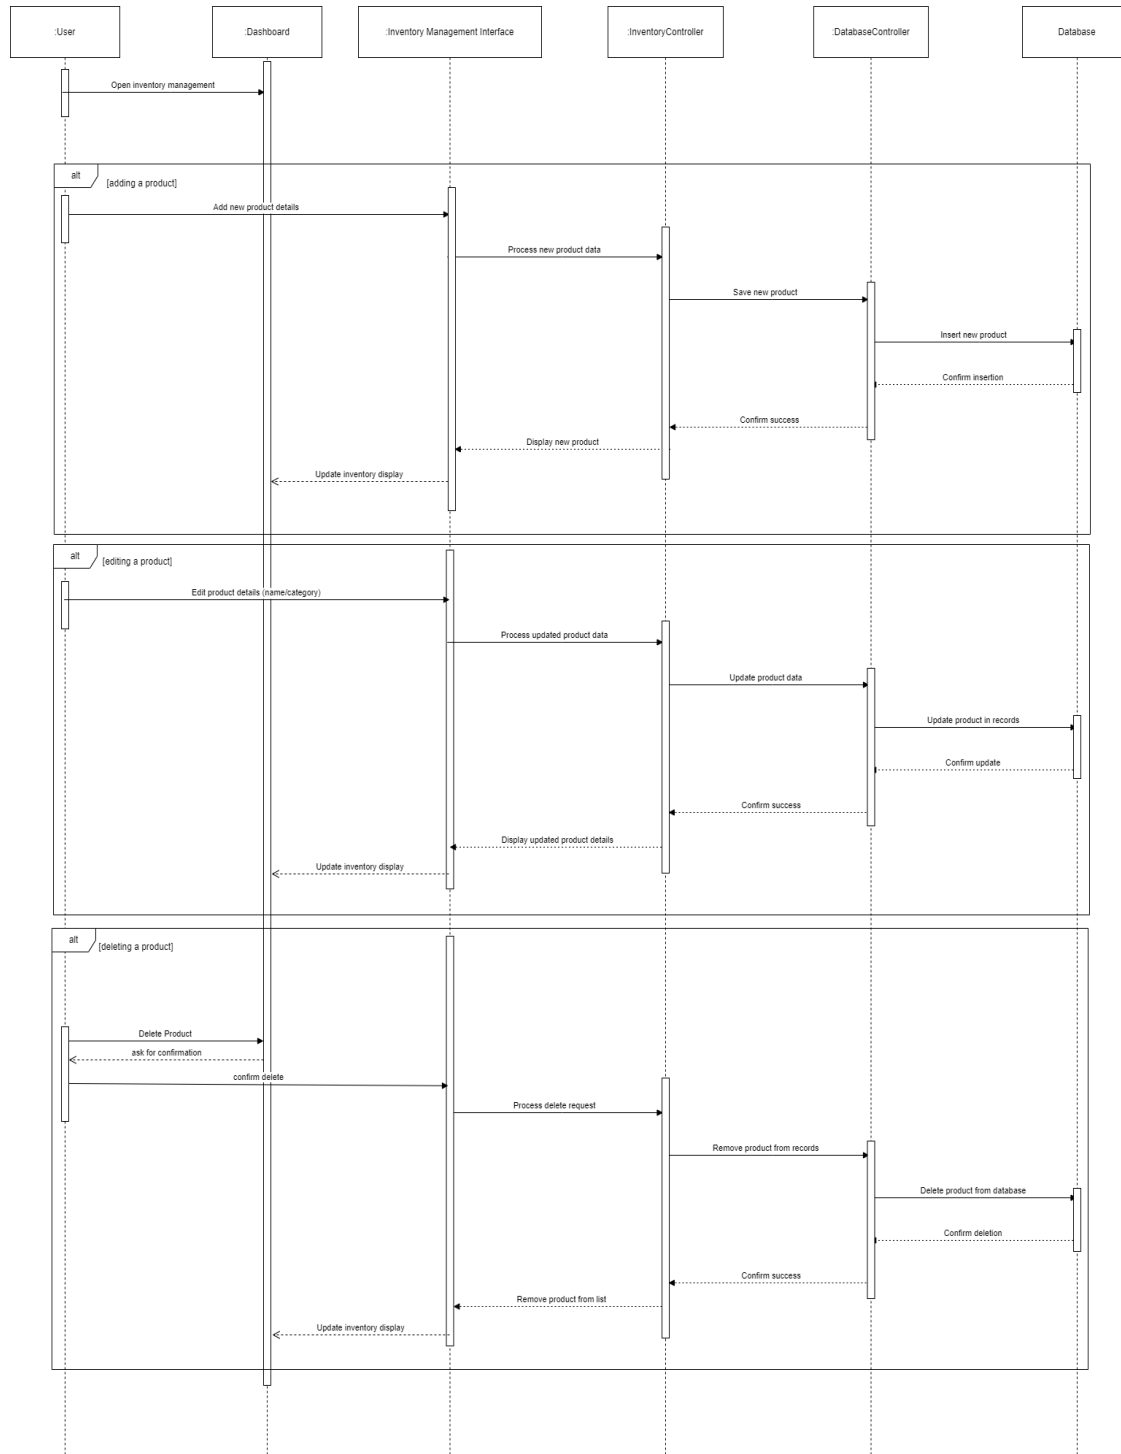 :User
:Dashboard
:Inventory Management Interface
:InventoryController
:DatabaseController
Database
Open inventory management
alt
[adding a product]
Add new product details
Process new product data
Save new product
Insert new product
Confirm insertion
Confirm success
Display new product
Update inventory display
alt
[editing a product]
Edit product details (name/category)
Process updated product data
Update product data
Update product in records
Confirm update
Confirm success
Display updated product details
Update inventory display
alt
[deleting a product]
Delete Product
ask for confirmation
confirm delete
Process delete request
Remove product from records
Delete product from database
Confirm deletion
Confirm success
Remove product from list
Update inventory display